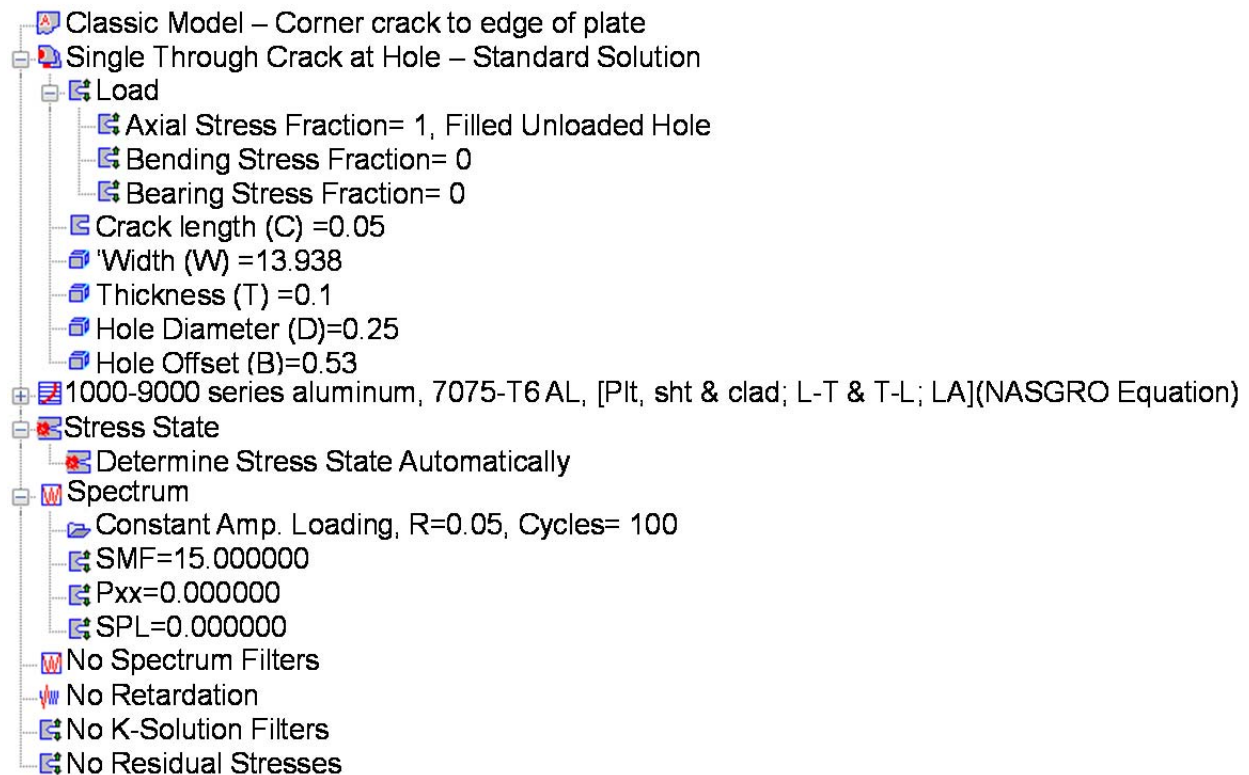 Classic Model – Corner crack to edge of plate
Single Through Crack at Hole – Standard Solution
Load
Axial Stress Fraction= 1, Filled Unloaded Hole
Bending Stress Fraction= 0
Bearing Stress Fraction= 0
Crack length (C) =0.05
'Width (W) =13.938
Thickness (T) =0.1
Hole Diameter (D)=0.25
Hole Offset (B)=0.53
1000-9000 series aluminum, 7075-T6 AL, [Plt, sht & clad; L-T & T-L; LA](NASGRO Equation)
Stress State
Determine Stress State Automatically
Spectrum
Constant Amp. Loading, R=0.05, Cycles= 100
SMF=15.000000
Pxx=0.000000
SPL=0.000000
No Spectrum Filters
No Retardation
No K-Solution Filters
No Residual Stresses